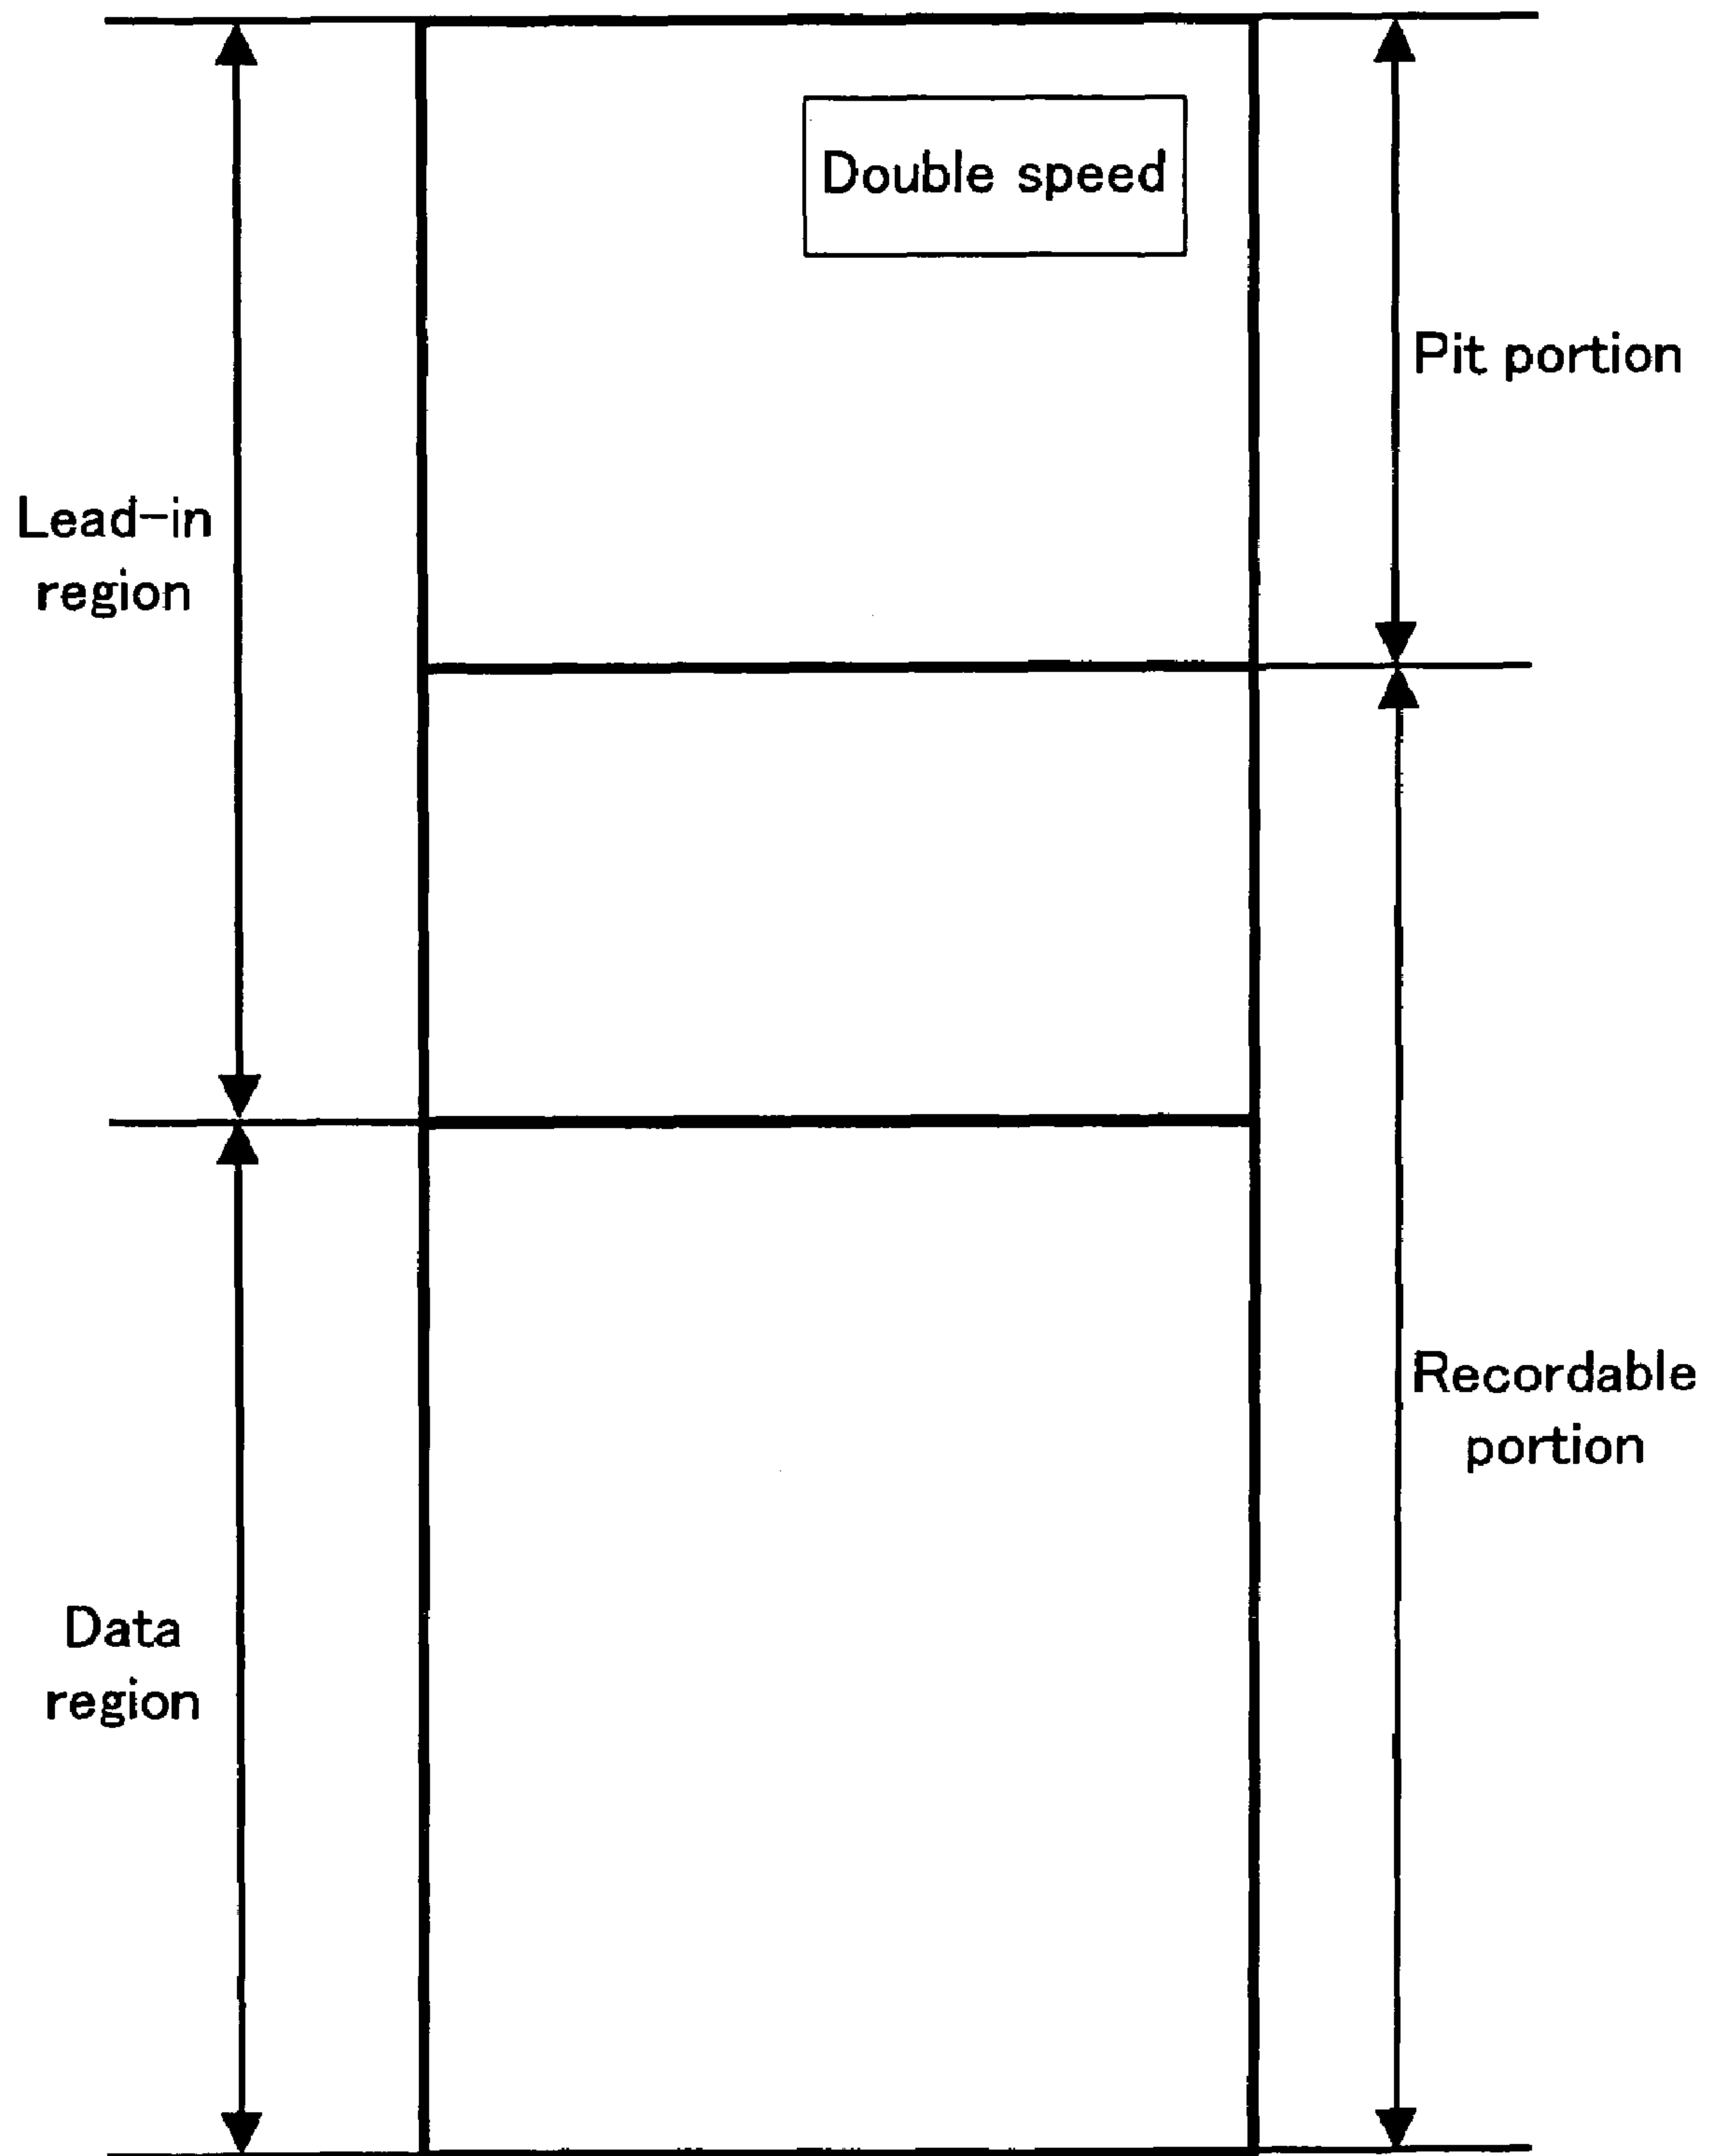 Double speed
Pit portion
Lead-in
region
Recordable
portion
Data
region